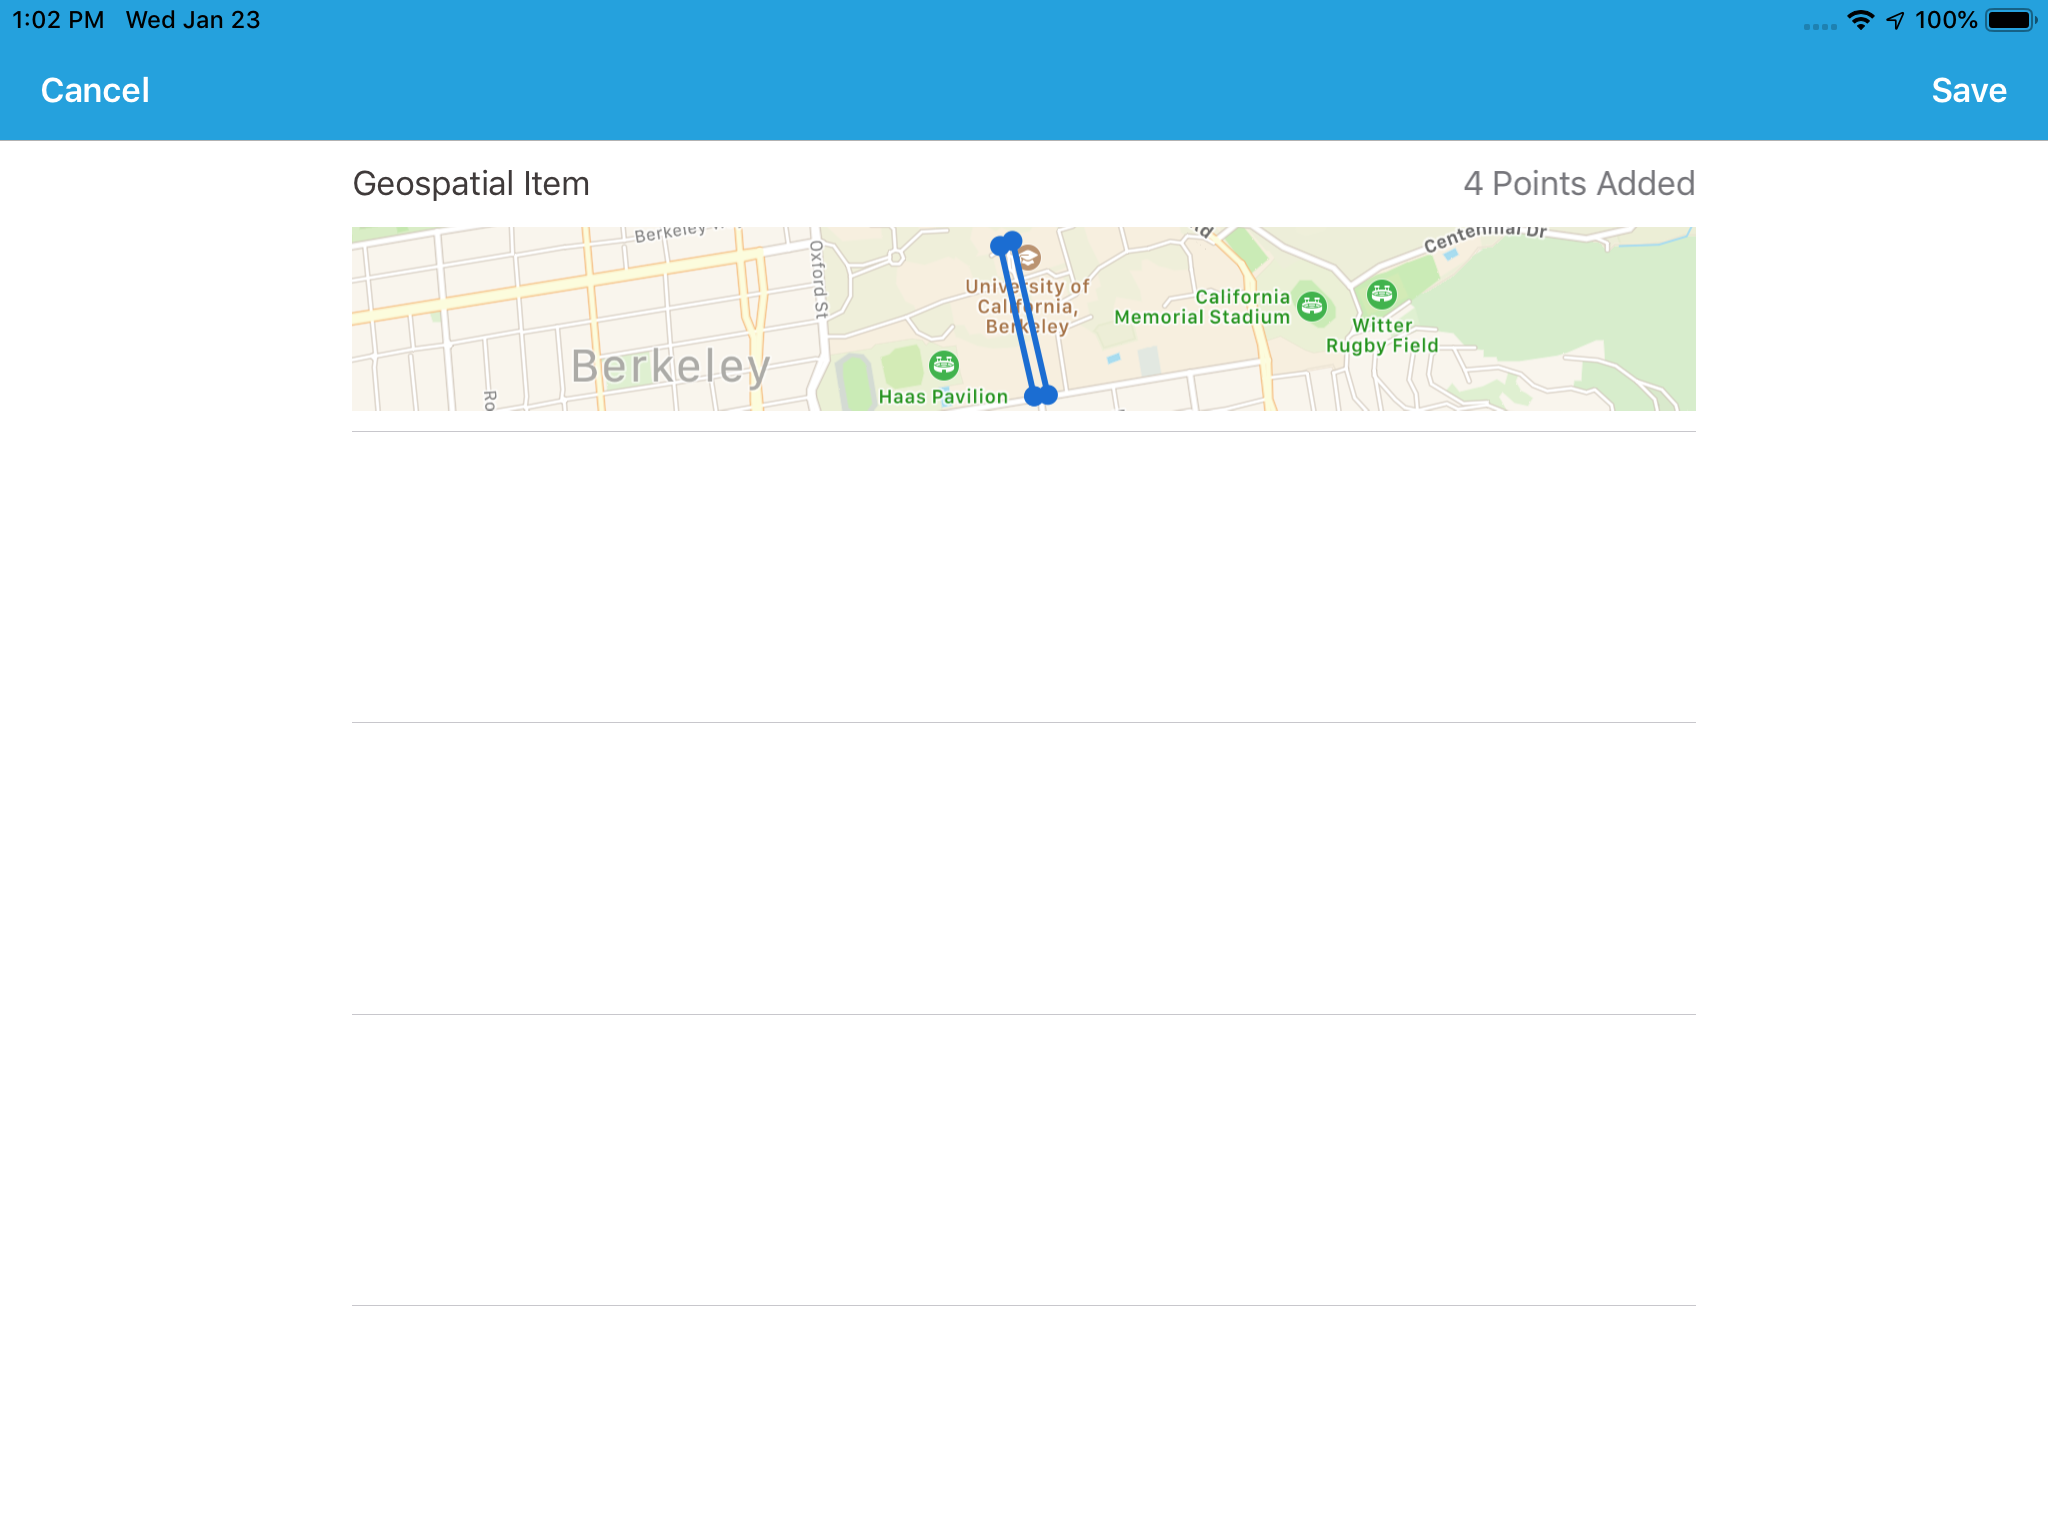 1:02 PM Wed Jan 23
100%
Cancel
Save
Geospatial Item
4 Points Added
Berkeley
Oxford St
University of
California,
Berkeley
California
Memorial Stadium
Centennial Dr
Witter
Rugby Field
Berkeley
Haas Pavilion